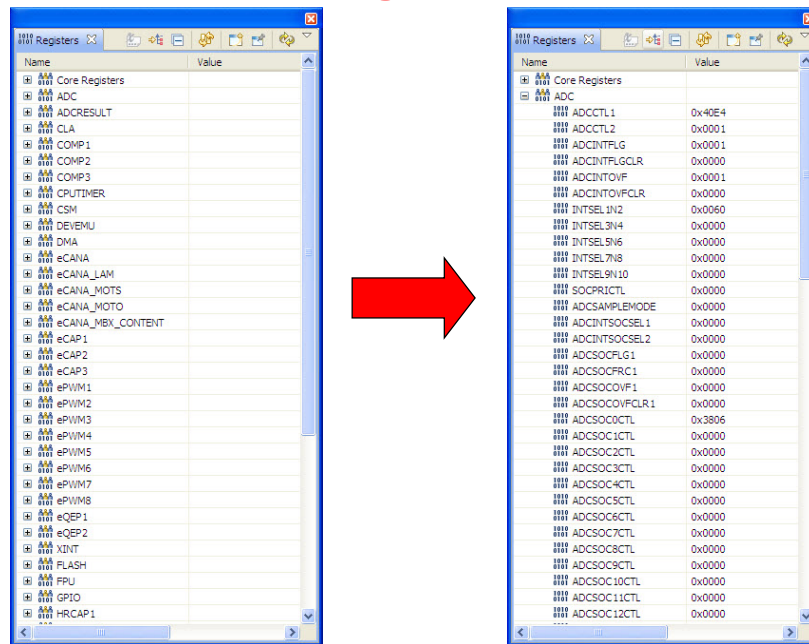 Registers
Name Value
Core Registers
ADC
ADCRESULT
CLA
COMP1
COMP2
COMP3
CPUTIMER
CSM
DEVEMU
DMA
eCANA
eCANA_LAM
eCANA_MOTS
eCANA_MOTO
eCANA_MBX_CONTENT
eCAP1
eCAP2
eCAP3
ePWM1
ePWM2
ePWM3
ePWM4
ePWM5
ePWM6
ePWM7
ePWM8
eQEP1
eQEP2
XINT
FLASH
FPU
GPIO
HRCAP1
Registers
Name Value
Core Registers
ADC
ADCCTL1 0x40E4
ADCCTL2 0x0001
ADCINTFLG 0x0001
ADCINTFLGCLR 0x0000
ADCINTOVF 0x0001
ADCINTOVFCLR 0x0000
INTSEL1N2 0x0060
INTSEL3N4 0x0000
INTSEL5N6 0x0000
INTSEL7N8 0x0000
INTSEL9N10 0x0000
SOCPRICTL 0x0000
ADCSAMPLEMODE 0x0000
ADCINTSOCSEL1 0x0000
ADCINTSOCSEL2 0x0000
ADCSOCFLG1 0x0000
ADCSOCFRC1 0x0000
ADCSOCOVF1 0x0000
ADCSOCOVFCLR1 0x0000
ADCSOC0CTL 0x3806
ADCSOC1CTL 0x0000
ADCSOC2CTL 0x0000
ADCSOC3CTL 0x0000
ADCSOC4CTL 0x0000
ADCSOC5CTL 0x0000
ADCSOC6CTL 0x0000
ADCSOC7CTL 0x0000
ADCSOC8CTL 0x0000
ADCSOC9CTL 0x0000
ADCSOC10CTL 0x0000
ADCSOC11CTL 0x0000
ADCSOC12CTL 0x0000